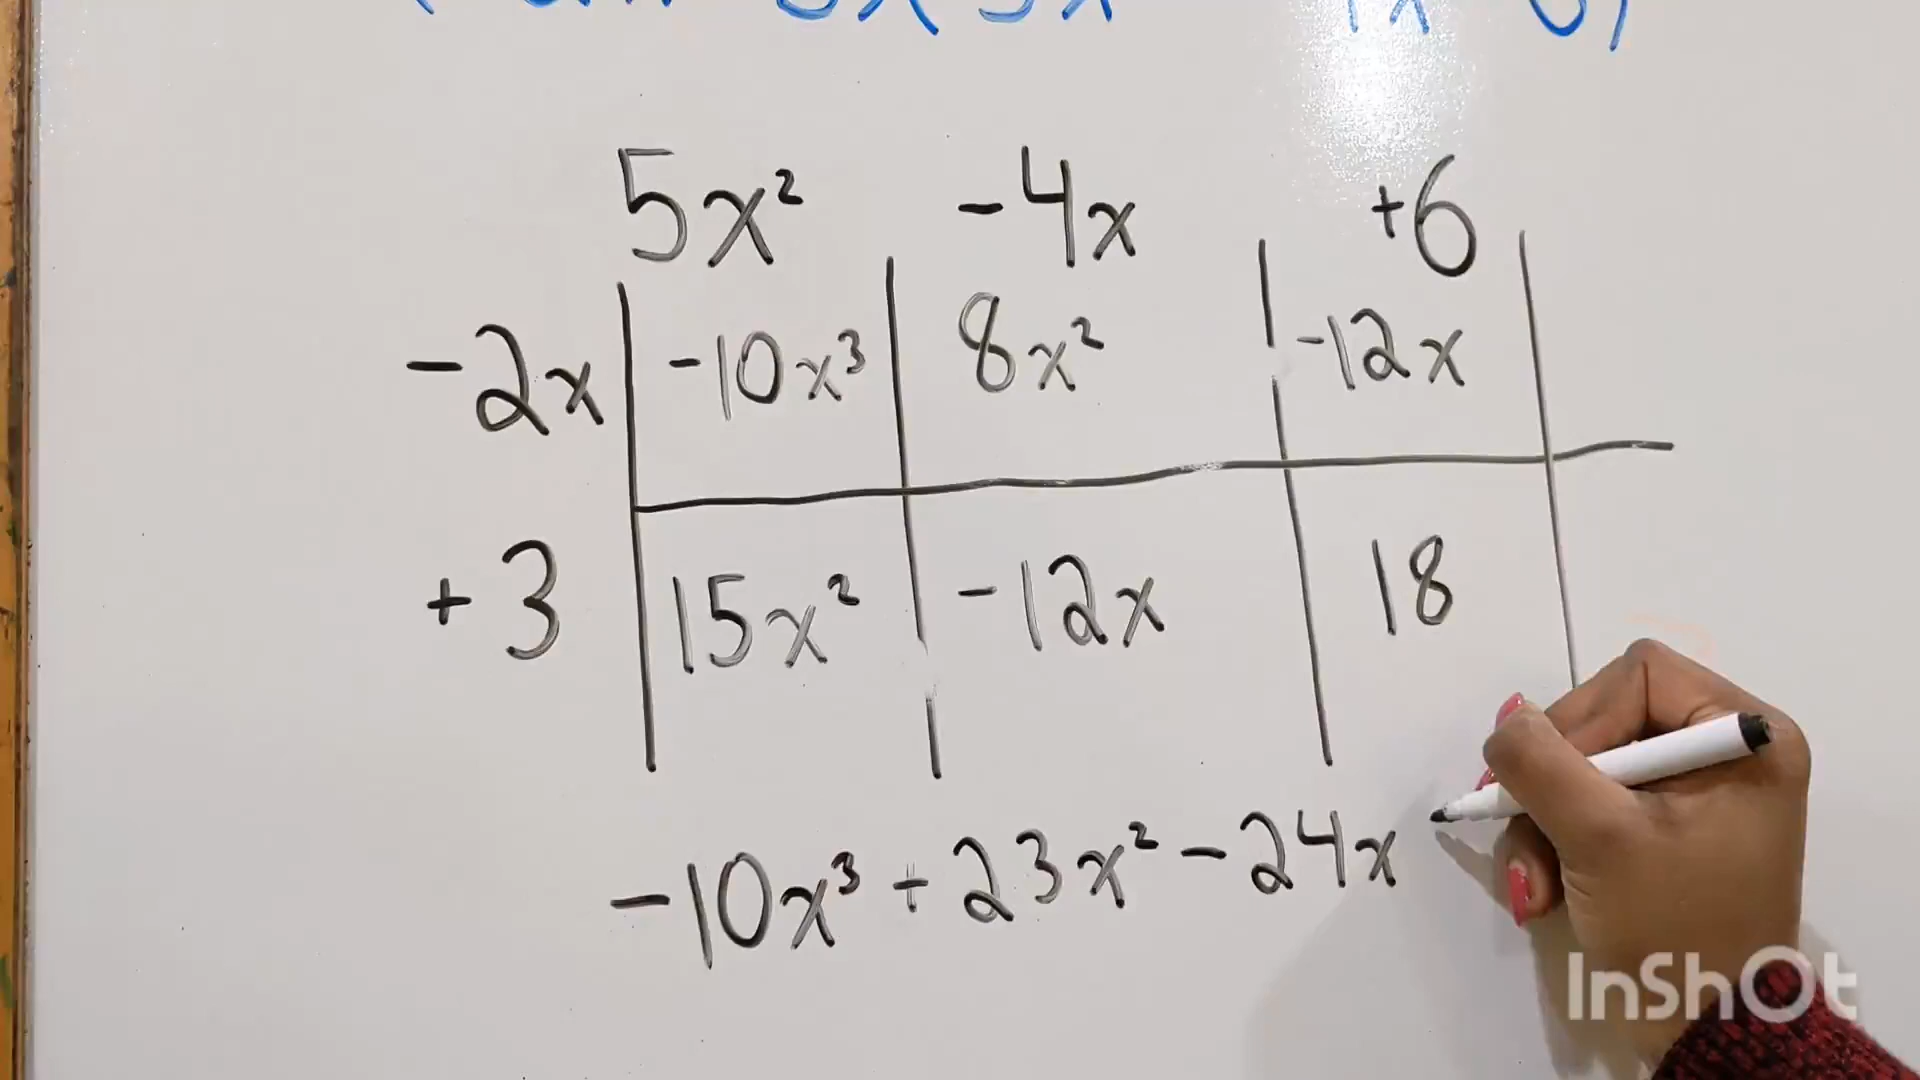 5x² -4x +6
-2x -10x³ 8x² -12x
+3 15x² -12x 18
-10x³ + 23x² - 24x
InShOt